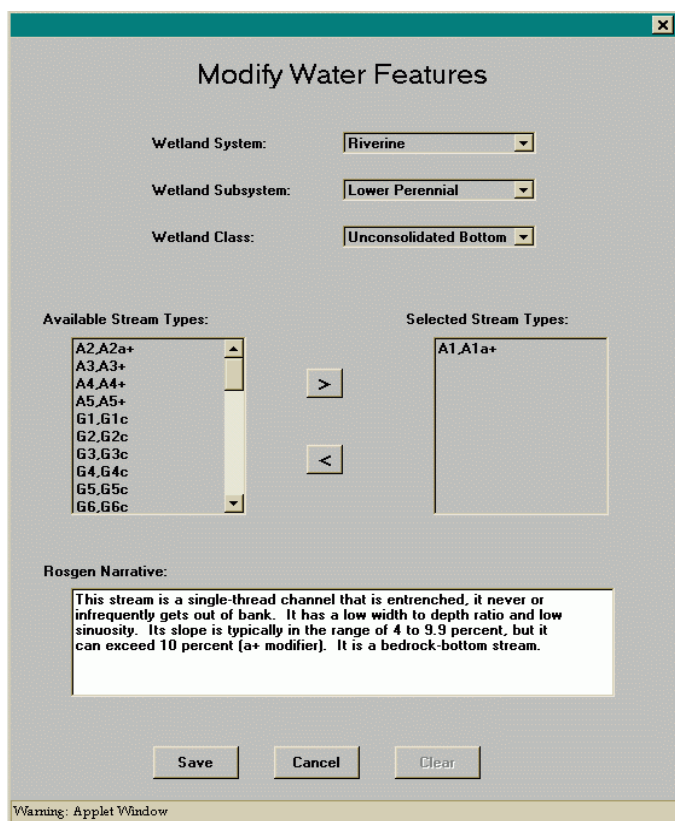 Modify Water Features
Wetland System: Riverine
Wetland Subsystem: Lower Perennial
Wetland Class: Unconsolidated Bottom
Available Stream Types:
A2,A2a+
A3,A3+
A4,A4+
A5,A5+
G1,G1c
G2,G2c
G3,G3c
G4,G4c
G5,G5c
G6,G6c
>
<
Selected Stream Types:
A1,A1a+
Rosgen Narrative:
This stream is a single-thread channel that is entrenched, it never or
infrequently gets out of bank.  It has a low width to depth ratio and low
sinuosity.  Its slope is typically in the range of 4 to 9.9 percent, but it
can exceed 10 percent (a+ modifier).  It is a bedrock-bottom stream.
Save Cancel Clear
Warning: Applet Window